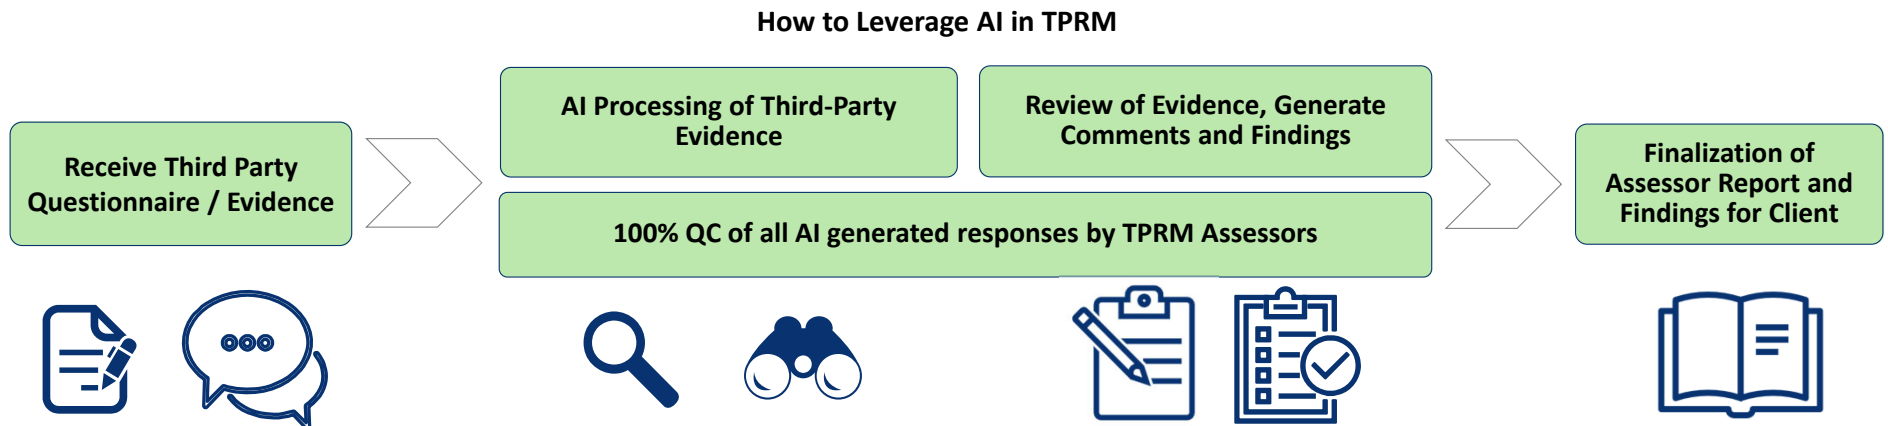 How to Leverage AI in TPRM
Receive Third Party
Questionnaire / Evidence
AI Processing of Third-Party
Evidence
Review of Evidence, Generate
Comments and Findings
100% QC of all AI generated responses by TPRM Assessors
Finalization of
Assessor Report and
Findings for Client